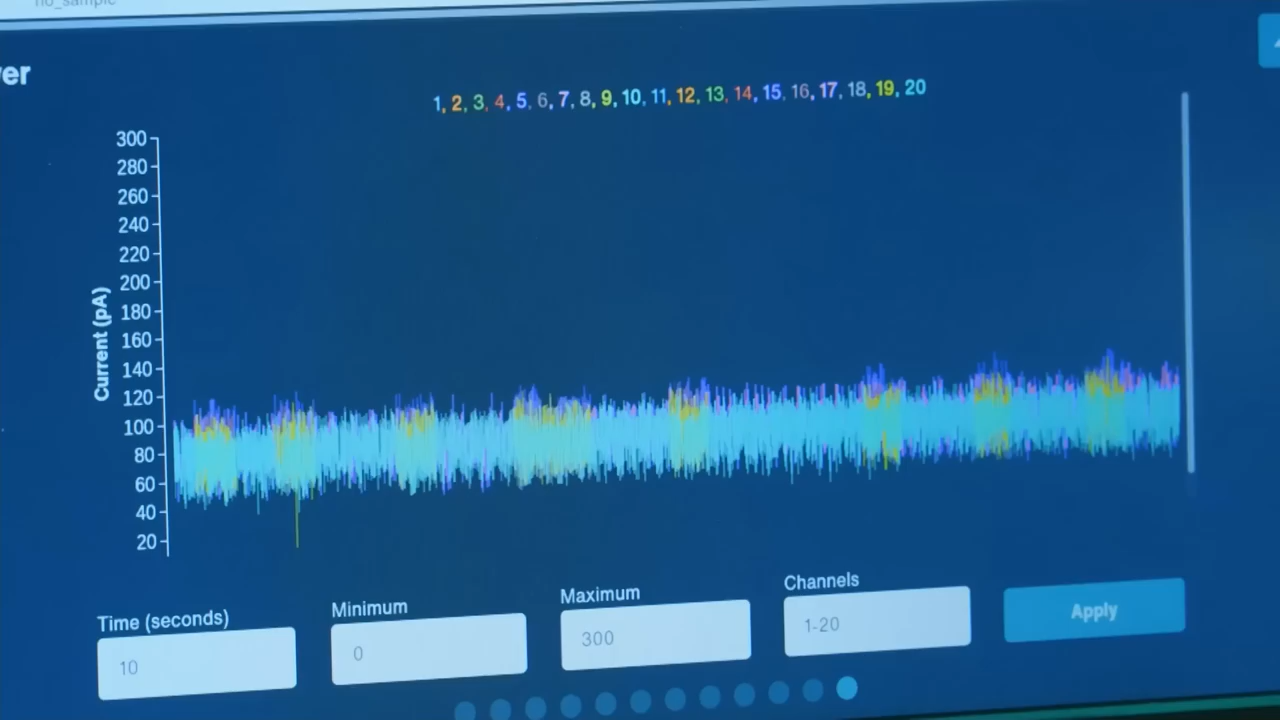 no_sample
er
1, 2, 3, 4, 5, 6, 7, 8, 9, 10, 11, 12, 13, 14, 15, 16, 17, 18, 19, 20
300
280
260
240
220
200
180
160
140
120
100
80
60
40
20
Current (pA)
Time (seconds) Minimum Maximum Channels
10 0 300 1-20 Apply